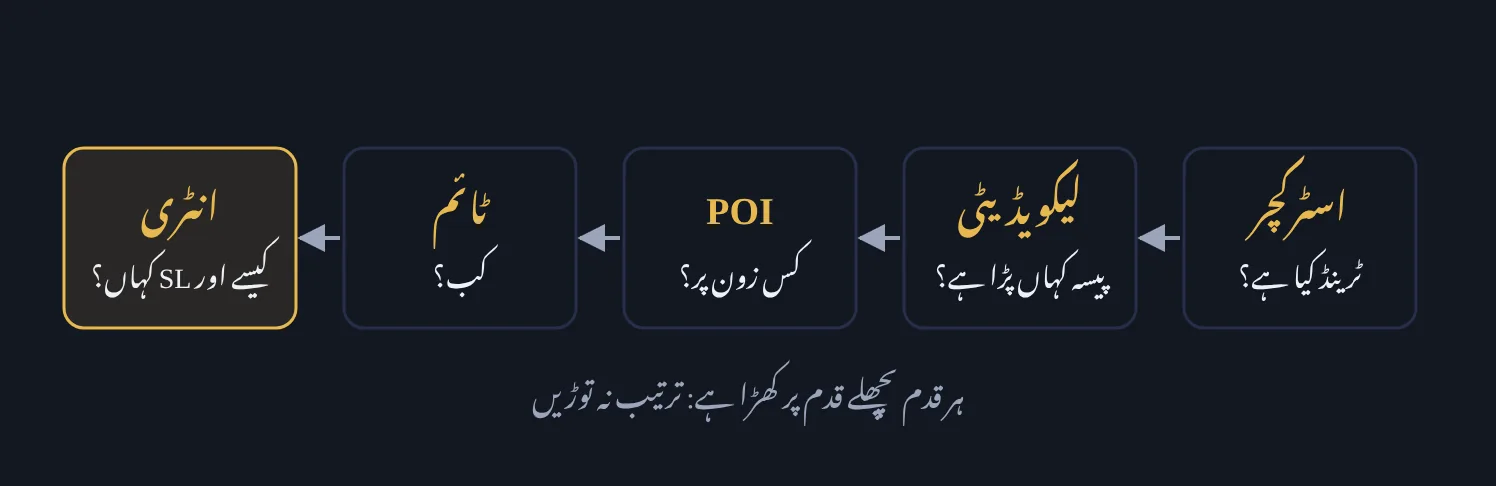 اسٹرکچر
ٹرینڈ کیا ہے؟
لیکویڈیٹی
پیسہ کہاں پڑا ہے؟
POI
کس زون پر؟
ٹائم
کب؟
انٹری
کیسے اور SL کہاں؟
ہر قدم پچھلے قدم پر کھڑا ہے: ترتیب نہ توڑیں